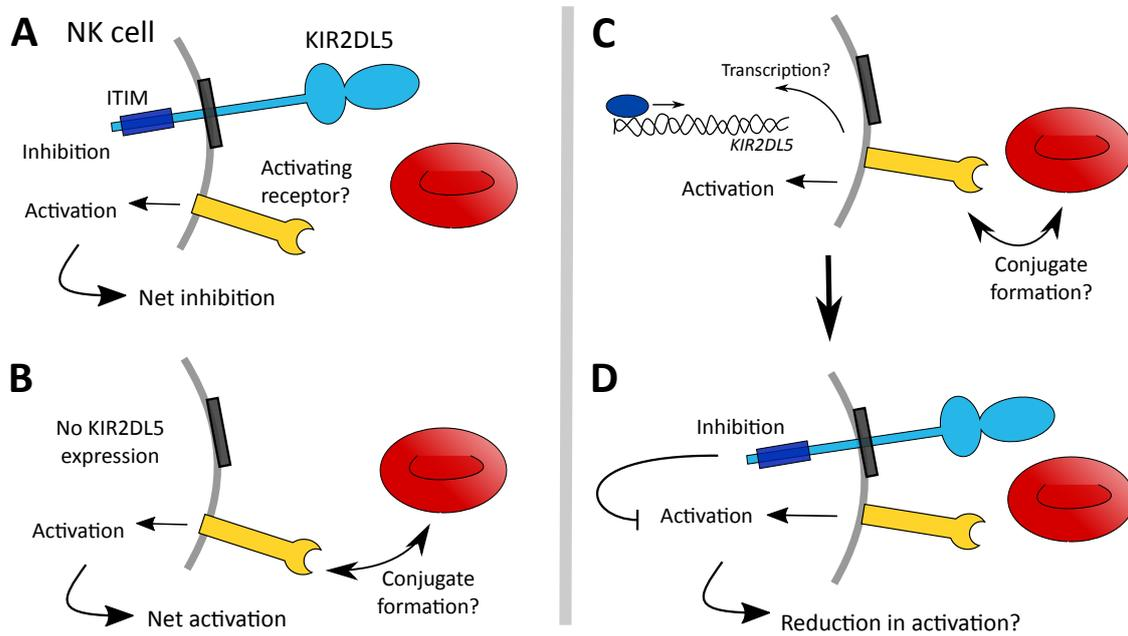 A
NK cell
KIR2DL5
ITIM
Inhibition
Activating
receptor?
Activation
Net inhibition
B
No KIR2DL5
expression
Activation
Conjugate
formation?
Net activation
C
Transcription?
KIR2DL5
Activation
Conjugate
formation?
D
Inhibition
Activation
Reduction in activation?